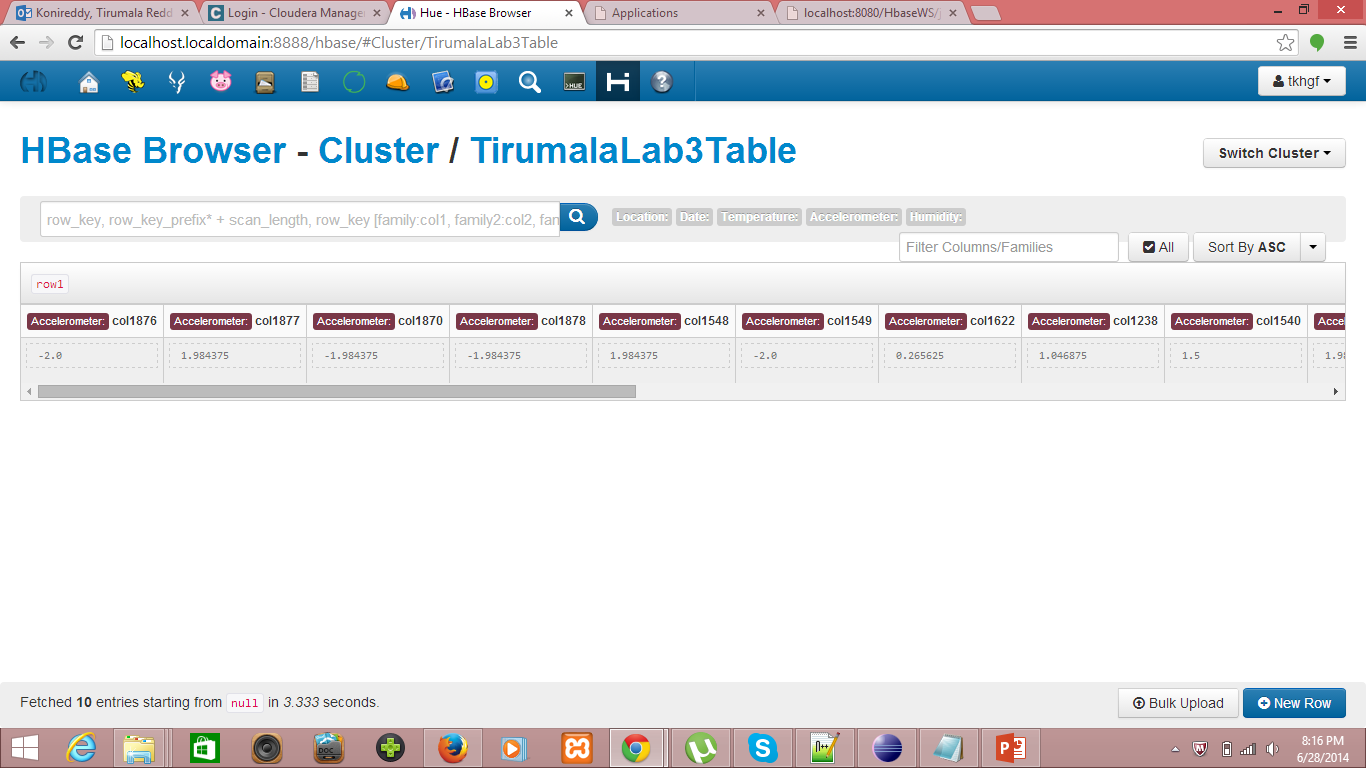 Konireddy, Tirumala Redd
Login - Cloudera Manage
Hue - HBase Browser
Applications
localhost:8080/HbaseWS/j
localhost.localdomain:8888/hbase/#Cluster/TirumalaLab3Table
>HUE
?
tkhgf
HBase Browser - Cluster / TirumalaLab3Table
Switch Cluster
row_key, row_key_prefix* + scan_length, row_key [family:col1, family2:col2, fan
Location: Date: Temperature: Accelerometer: Humidity:
Filter Columns/Families
All
Sort By ASC
row1
Accelerometer: col1876 Accelerometer: col1877 Accelerometer: col1870 Accelerometer: col1878 Accelerometer: col1548 Accelerometer: col1549 Accelerometer: col1622 Accelerometer: col1238 Accelerometer: col1540 Acce
-2.0 1.984375 -1.984375 -1.984375 1.984375 -2.0 0.265625 1.046875 1.5 1.98
Fetched 10 entries starting from null in 3.333 seconds.
Bulk Upload
New Row
DOC
8:16 PM
6/28/2014